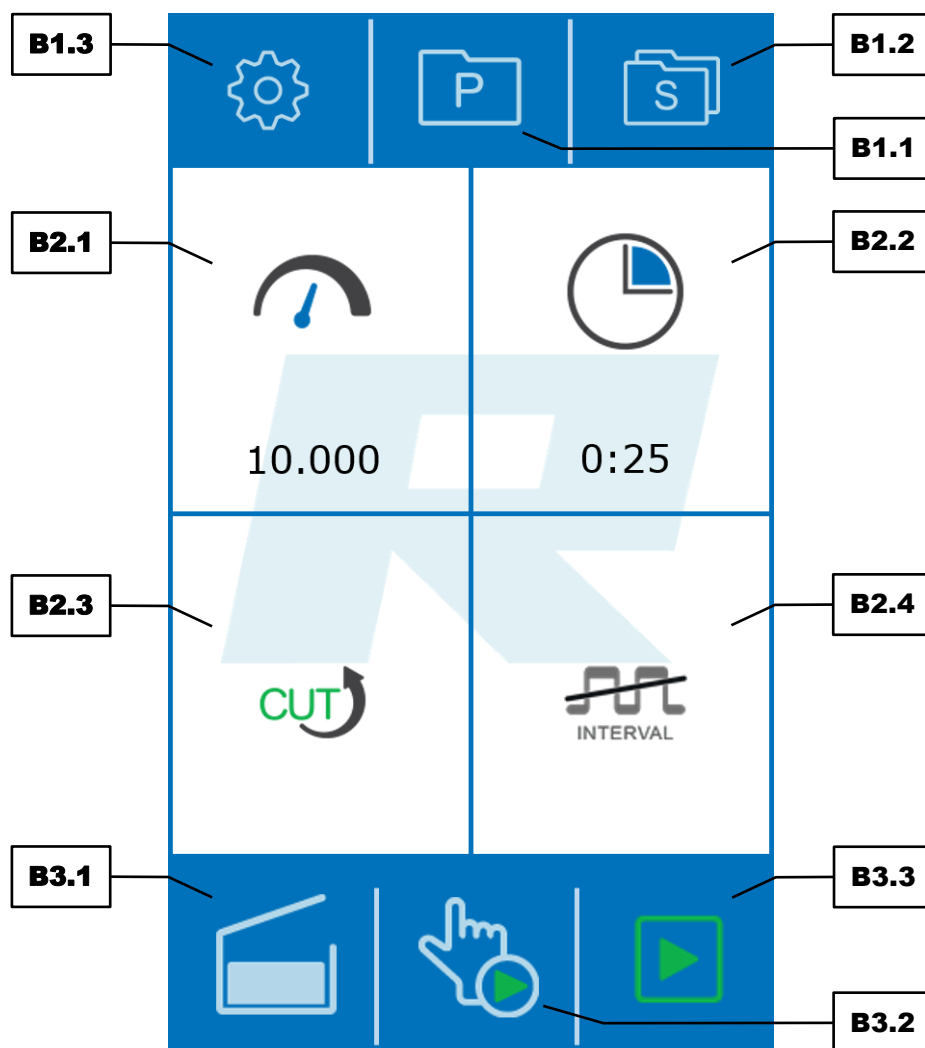 B1.3
B1.2
P
S
B1.1
B2.1
B2.2
R
10.000
0:25
B2.3
B2.4
CUT
INTERVAL
B3.1
B3.3
B3.2